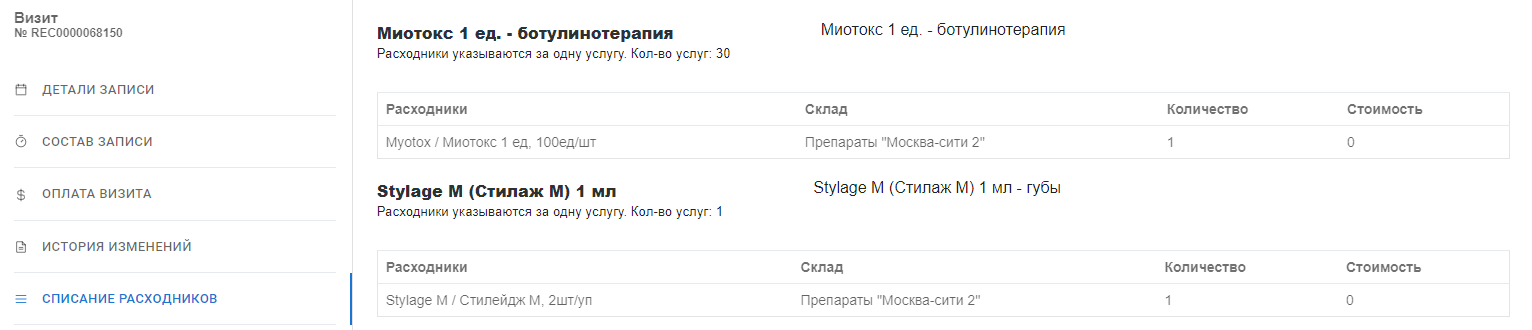 Визит
№ REC0000068150
ДЕТАЛИ ЗАПИСИ
СОСТАВ ЗАПИСИ
ОПЛАТА ВИЗИТА
ИСТОРИЯ ИЗМЕНЕНИЙ
СПИСАНИЕ РАСХОДНИКОВ
Миотокс 1 ед. - ботулинотерапия Миотокс 1 ед. - ботулинотерапия
Расходники указываются за одну услугу. Кол-во услуг: 30
Расходники Склад Количество Стоимость
Myotox / Миотокс 1 ед, 100ед/шт Препараты "Москва-сити 2" 1 0
Stylage M (Стилаж М) 1 мл Stylage M (Стилаж М) 1 мл - губы
Расходники указываются за одну услугу. Кол-во услуг: 1
Расходники Склад Количество Стоимость
Stylage M / Стилейдж М, 2шт/уп Препараты "Москва-сити 2" 1 0